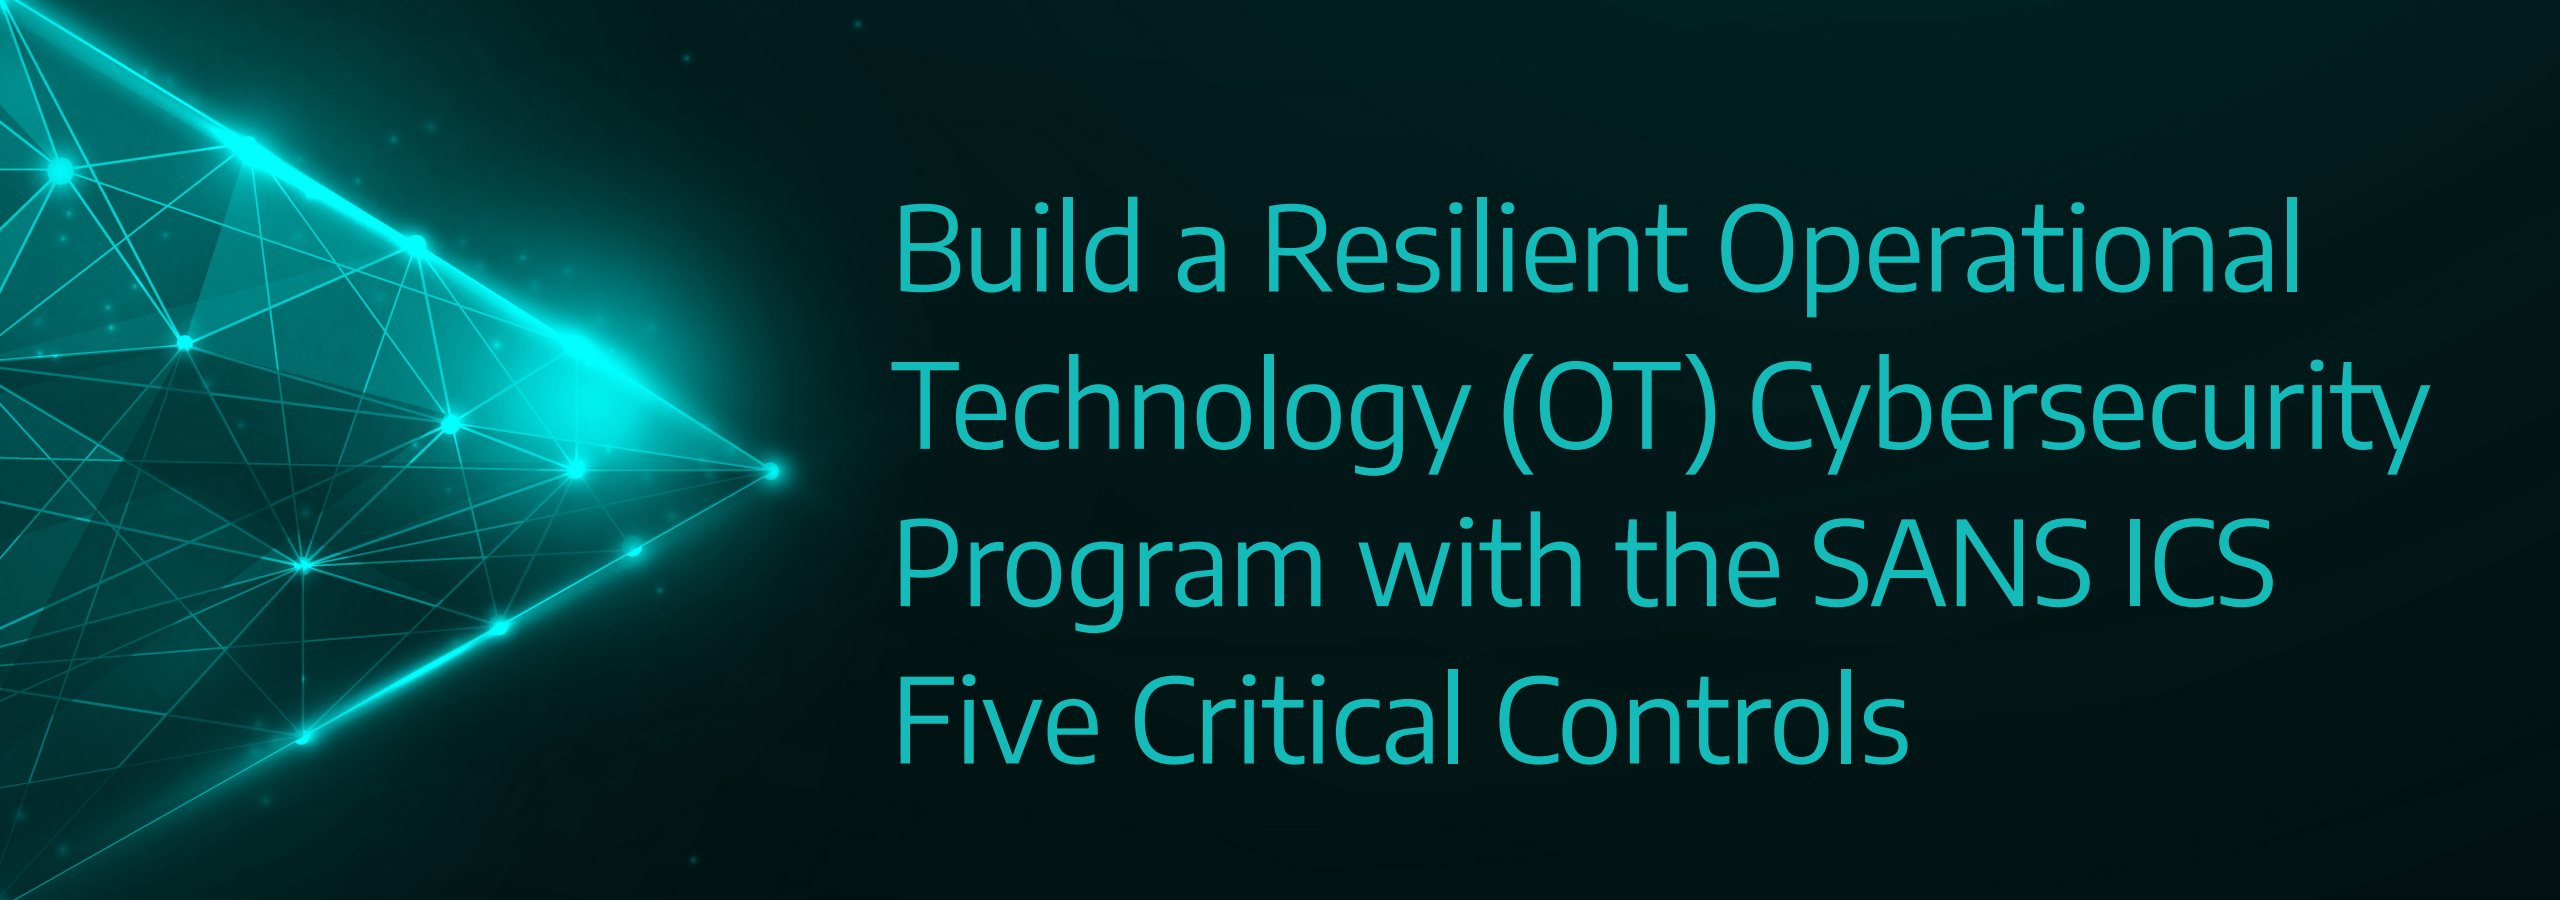 Build a Resilient Operational
Technology (OT) Cybersecurity
Program with the SANS ICS
Five Critical Controls